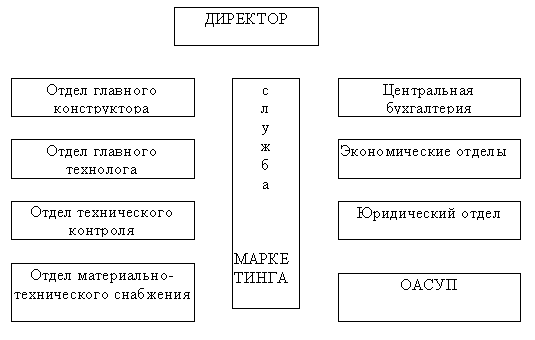 ДИРЕКТОР
Отдел главного
конструктора
Отдел главного
технолога
Отдел технического
контроля
Отдел материально-
технического снабжения
с
л
у
ж
б
а
МАРКЕ
ТИНГА
Центральная
бухгалтерия
Экономические отделы
Юридический отдел
ОАСУП